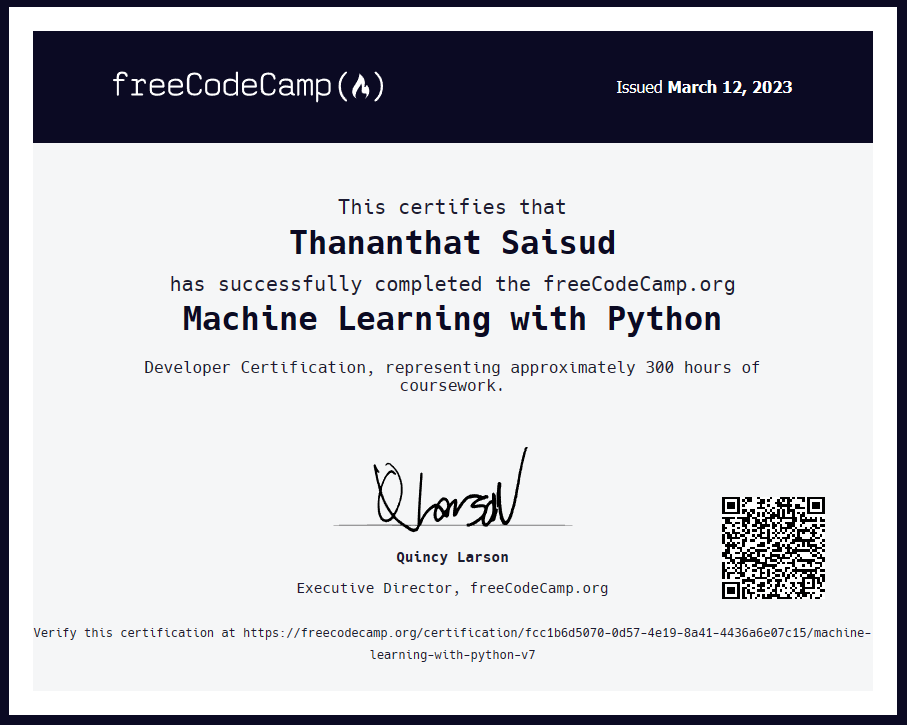 freeCodeCamp
Issued March 12, 2023
This certifies that
Thananthat Saisud
has successfully completed the freeCodeCamp.org
Machine Learning with Python
Developer Certification, representing approximately 300 hours of
coursework.
Q Larson
Quincy Larson
Executive Director, freeCodeCamp.org
Verify this certification at https://freecodecamp.org/certification/fcc1b6d5070-0d57-4e19-8a41-4436a6e07c15/machine-
learning-with-python-v7